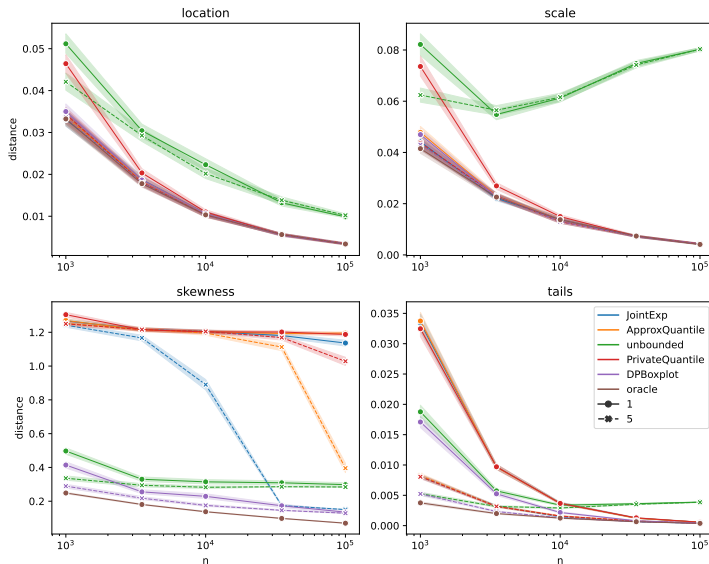 location
distance
0.05
0.04
0.03
0.02
0.01
10³
10⁴
10⁵
scale
0.08
0.06
0.04
0.02
0.00
10³
10⁴
10⁵
skewness
distance
1.2
1.0
0.8
0.6
0.4
0.2
10³
10⁴
10⁵
n
tails
0.035
0.030
0.025
0.020
0.015
0.010
0.005
0.000
10³
10⁴
10⁵
n
JointExp
ApproxQuantile
unbounded
PrivateQuantile
DPBoxplot
oracle
1
5